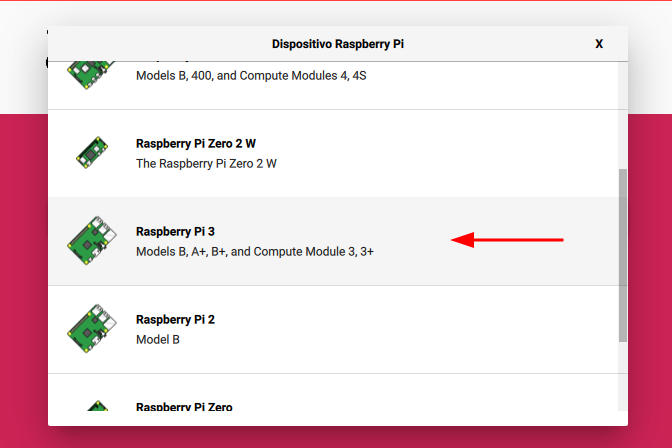 Dispositivo Raspberry Pi
X
Models B, 400, and Compute Modules 4, 4S
Raspberry Pi Zero 2 W
The Raspberry Pi Zero 2 W
Raspberry Pi 3
Models B, A+, B+, and Compute Module 3, 3+
Raspberry Pi 2
Model B
Raspberry Pi Zero